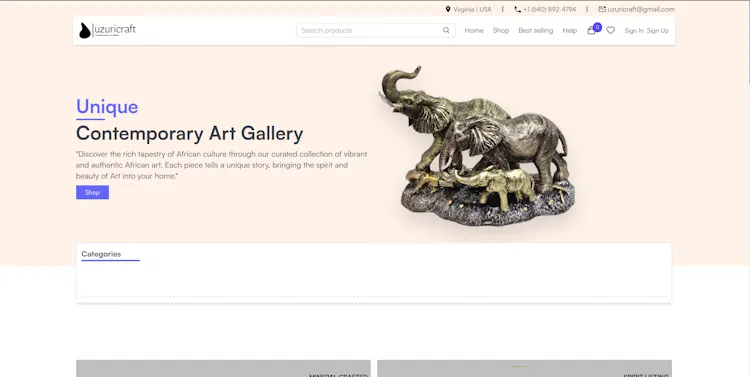 Virginia | USA | +1 (540) 892-4794 | uzuricraft@gmail.com
uzuricraft
Search products
Home Shop Best selling Help 0 Sign In Sign Up
Unique
Contemporary Art Gallery
"Discover the rich tapestry of African culture through our curated collection of vibrant
and authentic African art. Each piece tells a unique story, bringing the spirit and
beauty of Art into your home."
Shop
Categories
MINERAL CRAFTED
SPIRIT LIFTING